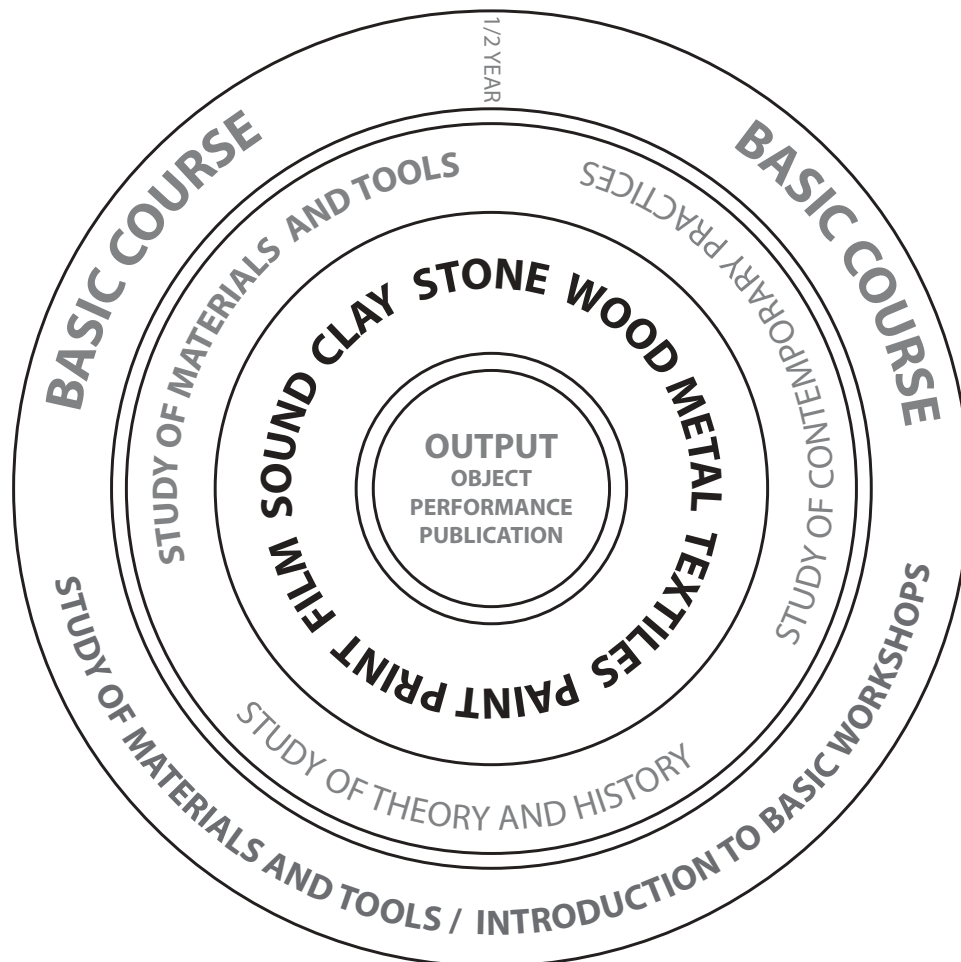 1/2 YEAR
BASIC COURSE
BASIC COURSE
STUDY OF MATERIALS AND TOOLS / INTRODUCTION TO BASIC WORKSHOPS
STUDY OF MATERIALS AND TOOLS
STUDY OF CONTEMPORARY PRACTICES
STUDY OF THEORY AND HISTORY
SOUND CLAY STONE WOOD METAL TEXTILES PAINT PRINT FILM
OUTPUT
OBJECT
PERFORMANCE
PUBLICATION